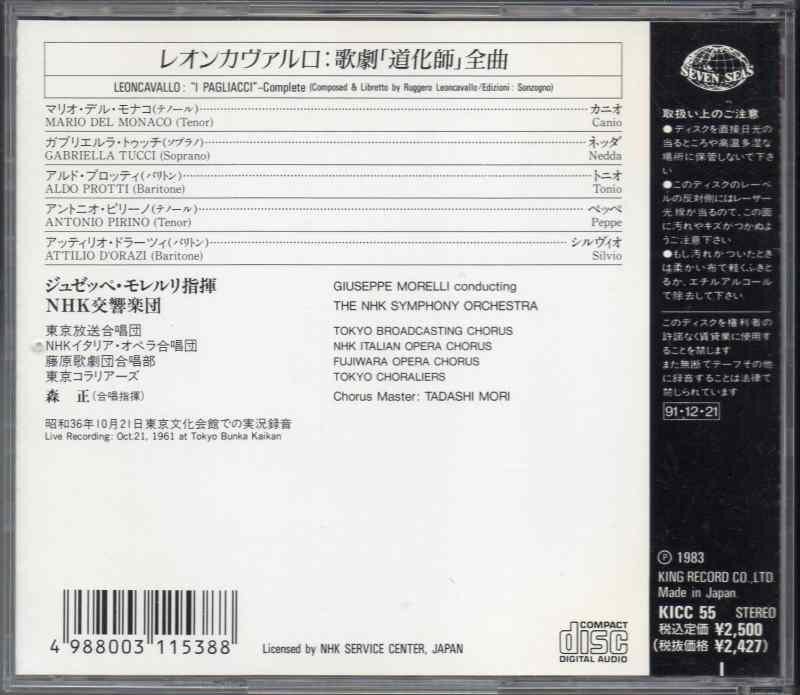 レオンカヴァルロ：歌劇「道化師」全曲
LEONCAVALLO : "I PAGLIACCI"-Complete (Composed & Libretto by Ruggero Leoncavallo/Edizioni : Sonzogno)
マリオ・デル・モナコ(テノール)……カニオ
MARIO DEL MONACO (Tenor) Canio
ガブリエルラ・トゥッチ(ソプラノ)……ネッダ
GABRIELLA TUCCI (Soprano) Nedda
アルド・プロッティ(バリトン)……トニオ
ALDO PROTTI (Baritone) Tonio
アントニオ・ピリーノ(テノール)……ペッペ
ANTONIO PIRINO (Tenor) Peppe
アッティリオ・ドラーツィ(バリトン)……シルヴィオ
ATTILIO D'ORAZI (Baritone) Silvio
ジュゼッペ・モレルリ指揮 GIUSEPPE MORELLI conducting
NHK交響楽団 THE NHK SYMPHONY ORCHESTRA
東京放送合唱団 TOKYO BROADCASTING CHORUS
NHKイタリア・オペラ合唱団 NHK ITALIAN OPERA CHORUS
藤原歌劇団合唱部 FUJIWARA OPERA CHORUS
東京コラリアーズ TOKYO CHORALIERS
森 正(合唱指揮) Chorus Master: TADASHI MORI
昭和36年10月21日東京文化会館での実況録音
Live Recording: Oct.21, 1961 at Tokyo Bunka Kaikan
4 988003 115388
Licensed by NHK SERVICE CENTER, JAPAN
COMPACT
disc
DIGITAL AUDIO
SEVEN SEAS
取扱い上のご注意
●ディスクを直接日光の
当るところや高温多湿な
場所に保管しないで下さ
い
●このディスクのレーベル
の反対側にはレーザー
光線が当るので、この面
に汚れやキズがつかぬよ
うご注意下さい
●もし汚れがついたとき
は柔かい布で軽くふきと
るか、エチルアルコール
で除去して下さい
このディスクを権利者の
許諾なく賃貸業に使用す
ることを禁じます
また無断でテープその他
に録音することは法律で
禁じられています
91・12・21
Ⓟ 1983
KING RECORD CO.,LTD.
Made in Japan
KICC 55 STEREO
税込定価 ¥2,500
(税抜価格 ¥2,427)
I